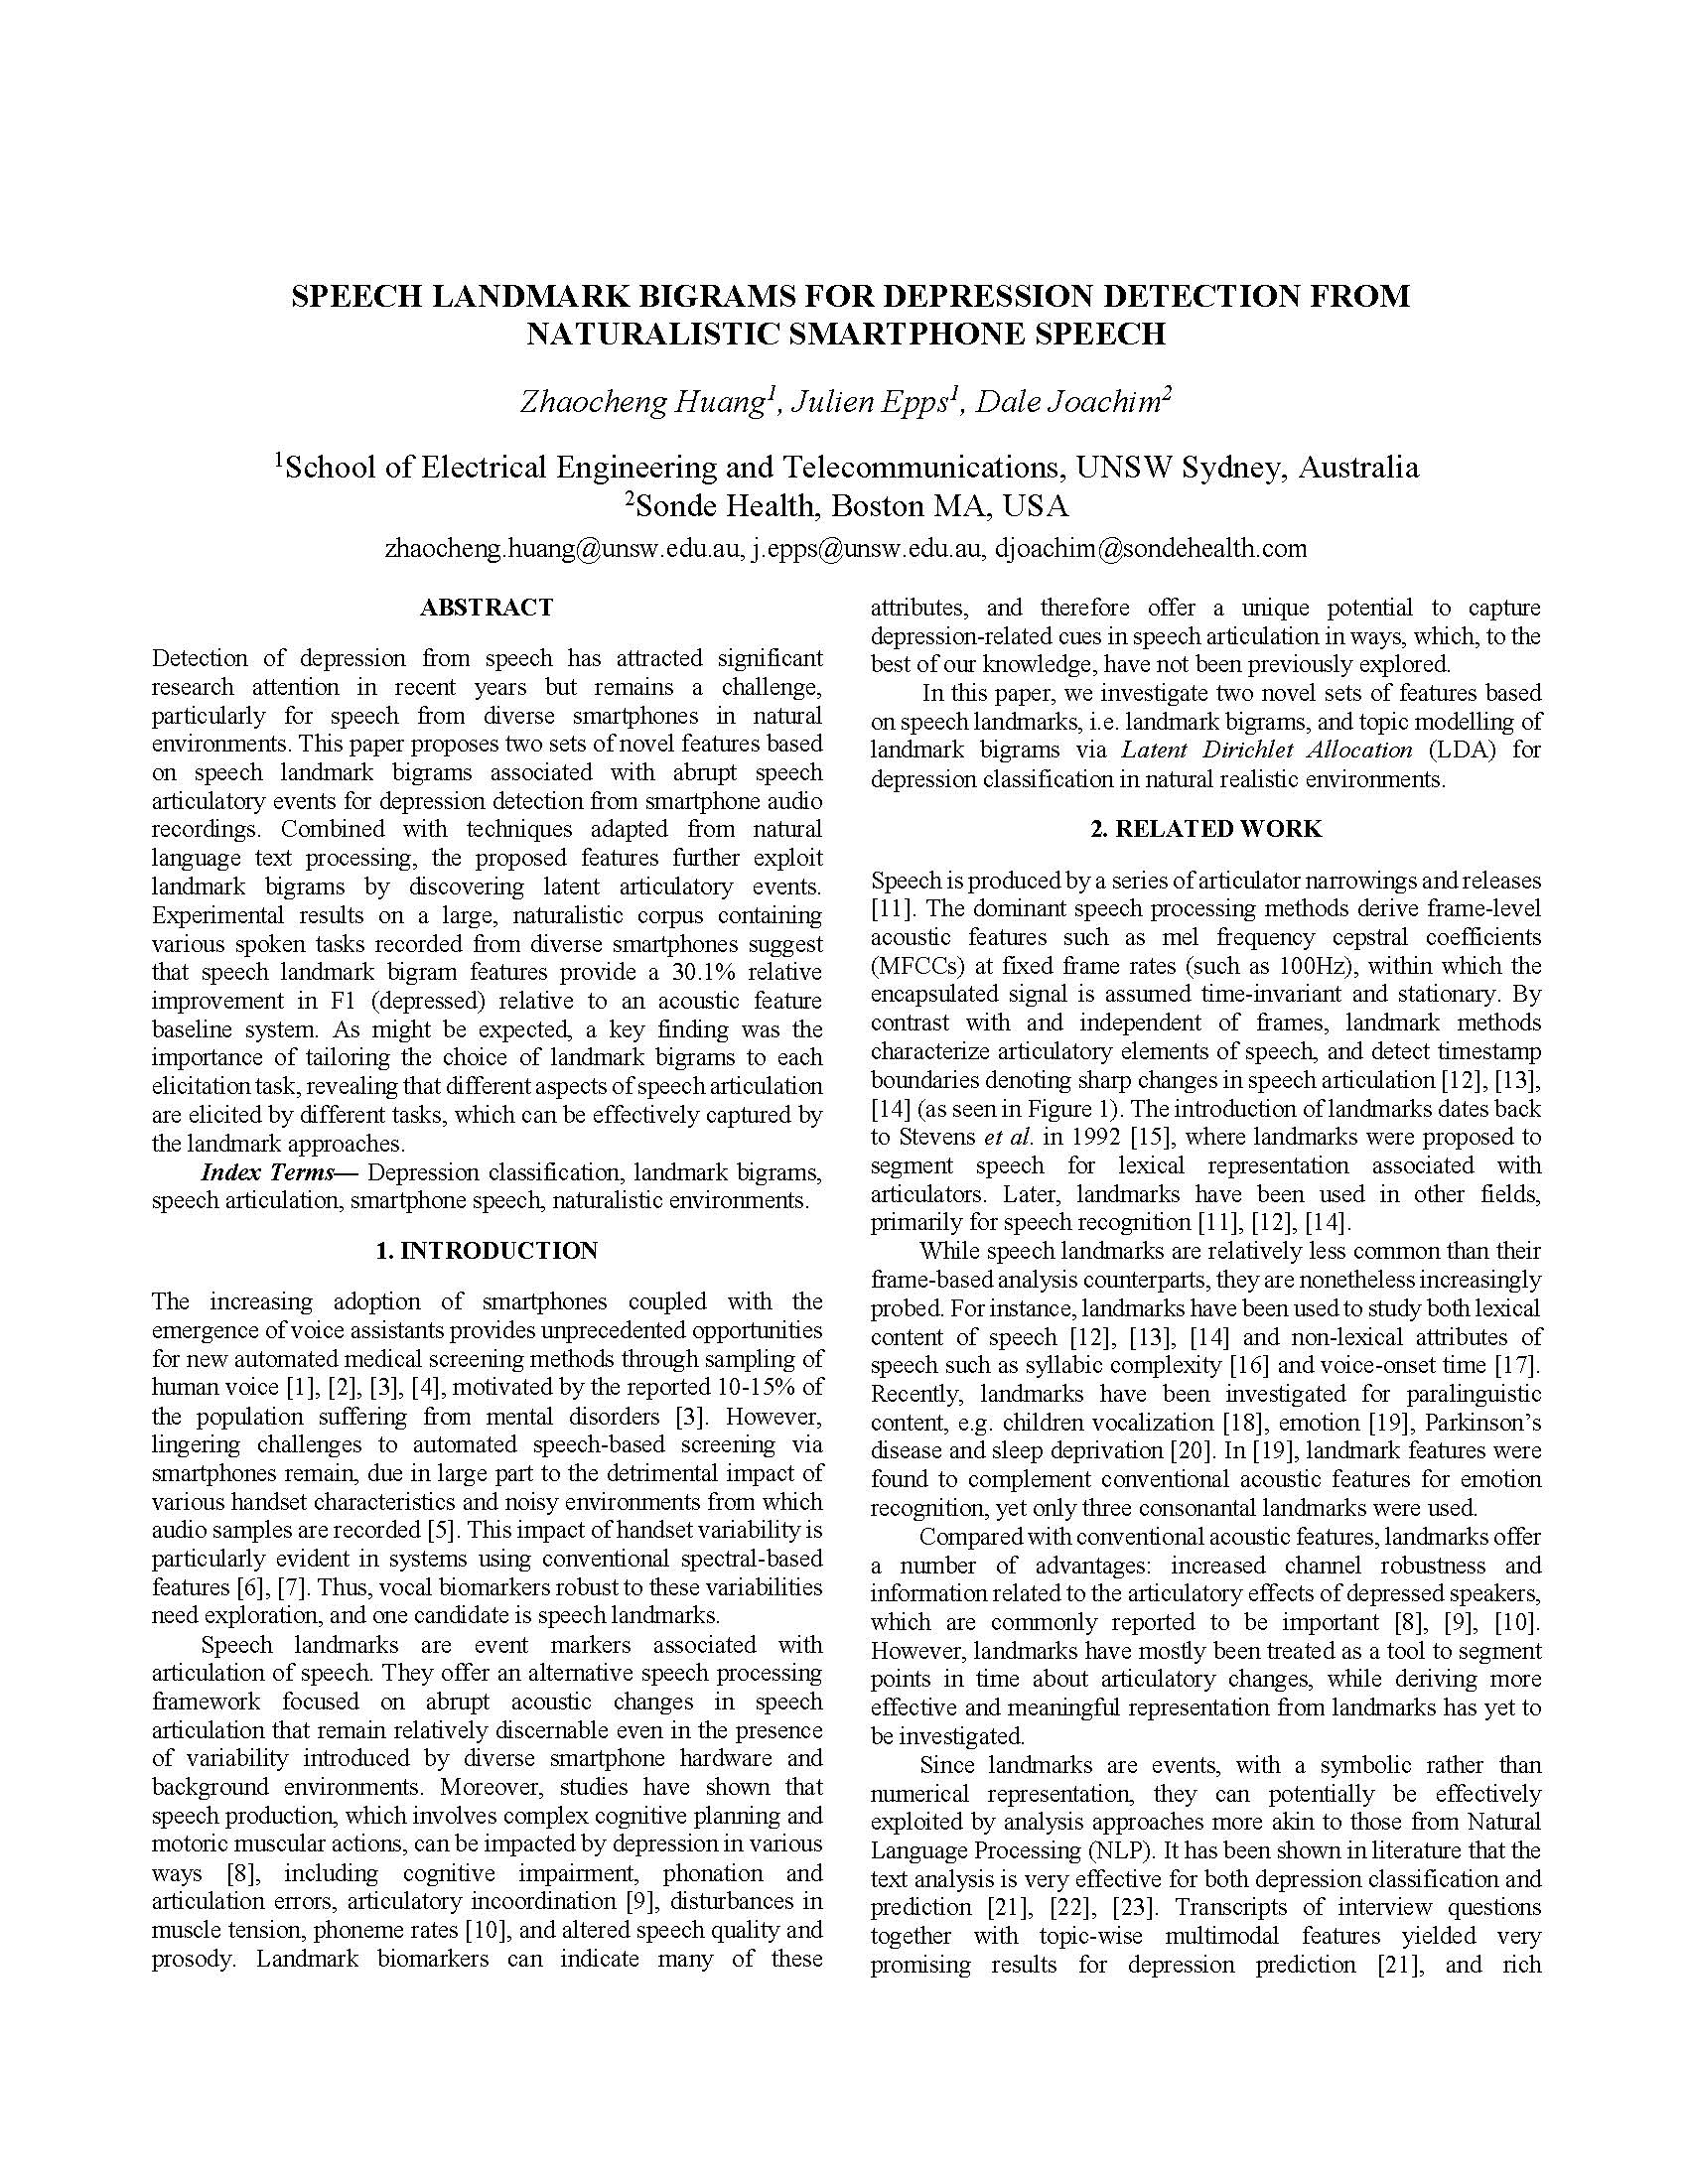 SPEECH LANDMARK BIGRAMS FOR DEPRESSION DETECTION FROM
NATURALISTIC SMARTPHONE SPEECH
Zhaocheng Huang1, Julien Epps1, Dale Joachim2
1School of Electrical Engineering and Telecommunications, UNSW Sydney, Australia
2Sonde Health, Boston MA, USA
zhaocheng.huang@unsw.edu.au, j.epps@unsw.edu.au, djoachim@sondehealth.com
ABSTRACT
Detection of depression from speech has attracted significant
research attention in recent years but remains a challenge,
particularly for speech from diverse smartphones in natural
environments. This paper proposes two sets of novel features based
on speech landmark bigrams associated with abrupt speech
articulatory events for depression detection from smartphone audio
recordings. Combined with techniques adapted from natural
language text processing, the proposed features further exploit
landmark bigrams by discovering latent articulatory events.
Experimental results on a large, naturalistic corpus containing
various spoken tasks recorded from diverse smartphones suggest
that speech landmark bigram features provide a 30.1% relative
improvement in F1 (depressed) relative to an acoustic feature
baseline system. As might be expected, a key finding was the
importance of tailoring the choice of landmark bigrams to each
elicitation task, revealing that different aspects of speech articulation
are elicited by different tasks, which can be effectively captured by
the landmark approaches.
Index Terms— Depression classification, landmark bigrams,
speech articulation, smartphone speech, naturalistic environments.
1. INTRODUCTION
The increasing adoption of smartphones coupled with the
emergence of voice assistants provides unprecedented opportunities
for new automated medical screening methods through sampling of
human voice [1], [2], [3], [4], motivated by the reported 10-15% of
the population suffering from mental disorders [3]. However,
lingering challenges to automated speech-based screening via
smartphones remain, due in large part to the detrimental impact of
various handset characteristics and noisy environments from which
audio samples are recorded [5]. This impact of handset variability is
particularly evident in systems using conventional spectral-based
features [6], [7]. Thus, vocal biomarkers robust to these variabilities
need exploration, and one candidate is speech landmarks.
Speech landmarks are event markers associated with
articulation of speech. They offer an alternative speech processing
framework focused on abrupt acoustic changes in speech
articulation that remain relatively discernable even in the presence
of variability introduced by diverse smartphone hardware and
background environments. Moreover, studies have shown that
speech production, which involves complex cognitive planning and
motoric muscular actions, can be impacted by depression in various
ways [8], including cognitive impairment, phonation and
articulation errors, articulatory incoordination [9], disturbances in
muscle tension, phoneme rates [10], and altered speech quality and
prosody. Landmark biomarkers can indicate many of these
attributes, and therefore offer a unique potential to capture
depression-related cues in speech articulation in ways, which, to the
best of our knowledge, have not been previously explored.
In this paper, we investigate two novel sets of features based
on speech landmarks, i.e. landmark bigrams, and topic modelling of
landmark bigrams via Latent Dirichlet Allocation (LDA) for
depression classification in natural realistic environments.
2. RELATED WORK
Speech is produced by a series of articulator narrowings and releases
[11]. The dominant speech processing methods derive frame-level
acoustic features such as mel frequency cepstral coefficients
(MFCCs) at fixed frame rates (such as 100Hz), within which the
encapsulated signal is assumed time-invariant and stationary. By
contrast with and independent of frames, landmark methods
characterize articulatory elements of speech, and detect timestamp
boundaries denoting sharp changes in speech articulation [12], [13],
[14] (as seen in Figure 1). The introduction of landmarks dates back
to Stevens et al. in 1992 [15], where landmarks were proposed to
segment speech for lexical representation associated with
articulators. Later, landmarks have been used in other fields,
primarily for speech recognition [11], [12], [14].
While speech landmarks are relatively less common than their
frame-based analysis counterparts, they are nonetheless increasingly
probed. For instance, landmarks have been used to study both lexical
content of speech [12], [13], [14] and non-lexical attributes of
speech such as syllabic complexity [16] and voice-onset time [17].
Recently, landmarks have been investigated for paralinguistic
content, e.g. children vocalization [18], emotion [19], Parkinson's
disease and sleep deprivation [20]. In [19], landmark features were
found to complement conventional acoustic features for emotion
recognition, yet only three consonantal landmarks were used.
Compared with conventional acoustic features, landmarks offer
a number of advantages: increased channel robustness and
information related to the articulatory effects of depressed speakers,
which are commonly reported to be important [8], [9], [10].
However, landmarks have mostly been treated as a tool to segment
points in time about articulatory changes, while deriving more
effective and meaningful representation from landmarks has yet to
be investigated.
Since landmarks are events, with a symbolic rather than
numerical representation, they can potentially be effectively
exploited by analysis approaches more akin to those from Natural
Language Processing (NLP). It has been shown in literature that the
text analysis is very effective for both depression classification and
prediction [21], [22], [23]. Transcripts of interview questions
together with topic-wise multimodal features yielded very
promising results for depression prediction [21], and rich